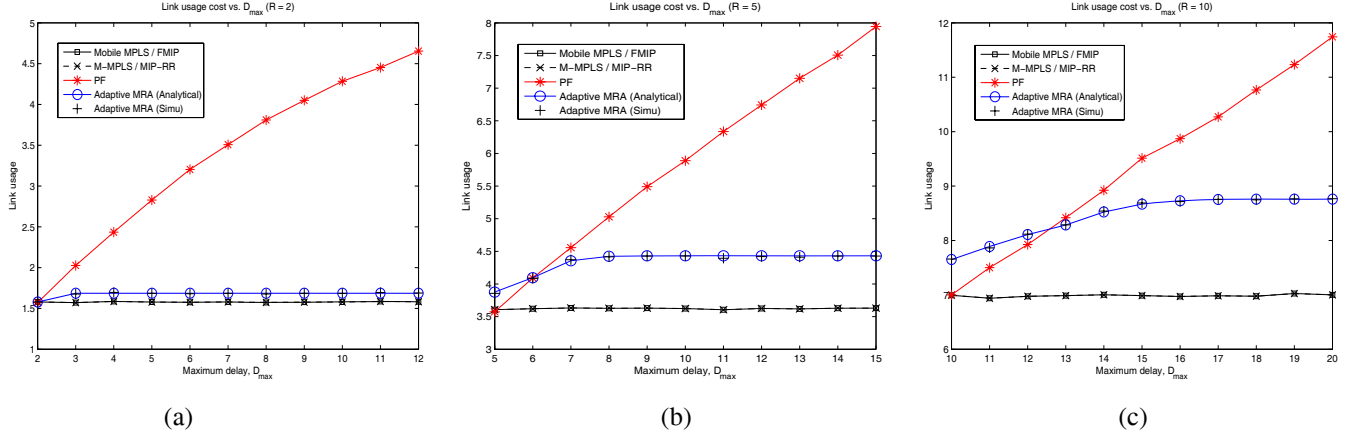 Link usage cost vs. D_max (R = 2)
Mobile MPLS / FMIP
M−MPLS / MIP−RR
PF
Adaptive MRA (Analytical)
Adaptive MRA (Simu)
Link usage
5
4.5
4
3.5
3
2.5
2
1.5
1
2 3 4 5 6 7 8 9 10 11 12
Maximum delay, D_max
(a)
Link usage cost vs. D_max (R = 5)
Mobile MPLS / FMIP
M−MPLS / MIP−RR
PF
Adaptive MRA (Analytical)
Adaptive MRA (Simu)
Link usage
8
7.5
7
6.5
6
5.5
5
4.5
4
3.5
3
5 6 7 8 9 10 11 12 13 14 15
Maximum delay, D_max
(b)
Link usage cost vs. D_max (R = 10)
Mobile MPLS / FMIP
M−MPLS / MIP−RR
PF
Adaptive MRA (Analytical)
Adaptive MRA (Simu)
Link usage
12
11
10
9
8
7
6
10 11 12 13 14 15 16 17 18 19 20
Maximum delay, D_max
(c)